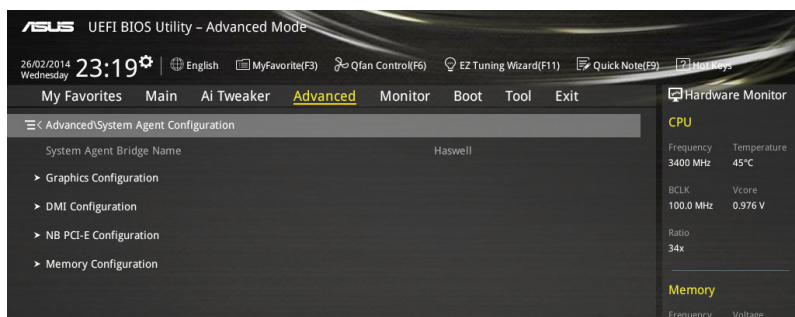 ASUS UEFI BIOS Utility – Advanced Mode
26/02/2014 Wednesday 23:19 English MyFavorite(F3) Qfan Control(F6) EZ Tuning Wizard(F11) Quick Note(F9) ? Hot Keys
My Favorites Main Ai Tweaker Advanced Monitor Boot Tool Exit
Advanced\System Agent Configuration
System Agent Bridge Name Haswell
> Graphics Configuration
> DMI Configuration
> NB PCI-E Configuration
> Memory Configuration
Hardware Monitor
CPU
Frequency Temperature
3400 MHz 45°C
BCLK Vcore
100.0 MHz 0.976 V
Ratio
34x
Memory
Frequency Voltage